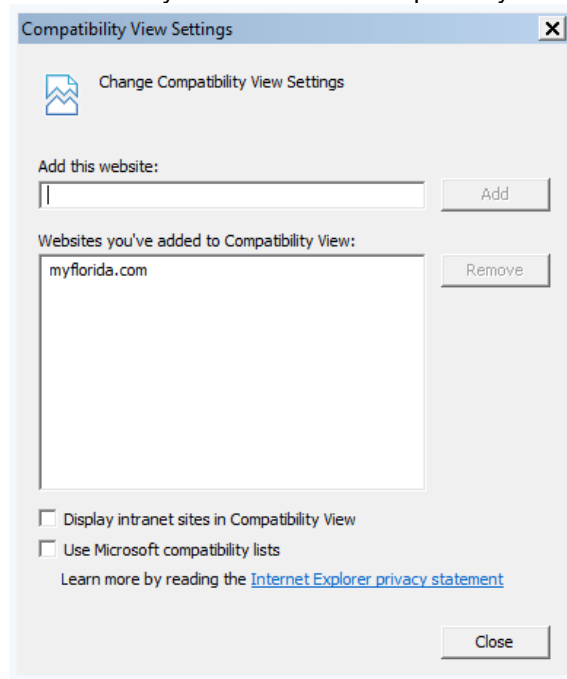 Compatibility View Settings
Change Compatibility View Settings
Add this website:
Add
Websites you've added to Compatibility View:
myflorida.com
Remove
Display intranet sites in Compatibility View
Use Microsoft compatibility lists
Learn more by reading the Internet Explorer privacy statement
Close